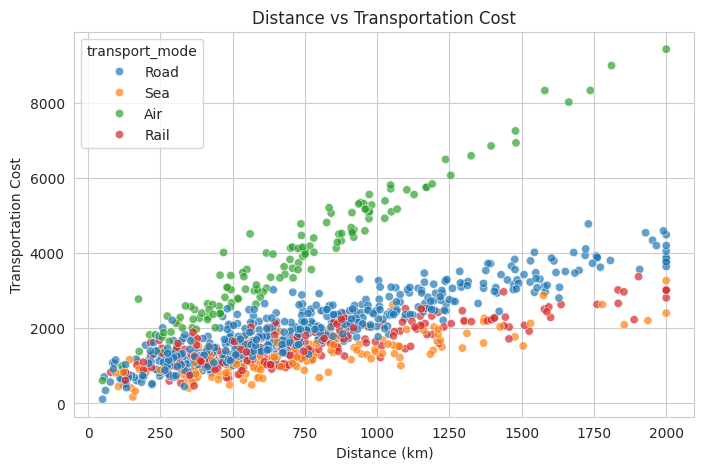 Distance vs Transportation Cost
transport_mode
Road
Sea
Air
Rail
Transportation Cost
8000
6000
4000
2000
0
0 250 500 750 1000 1250 1500 1750 2000
Distance (km)